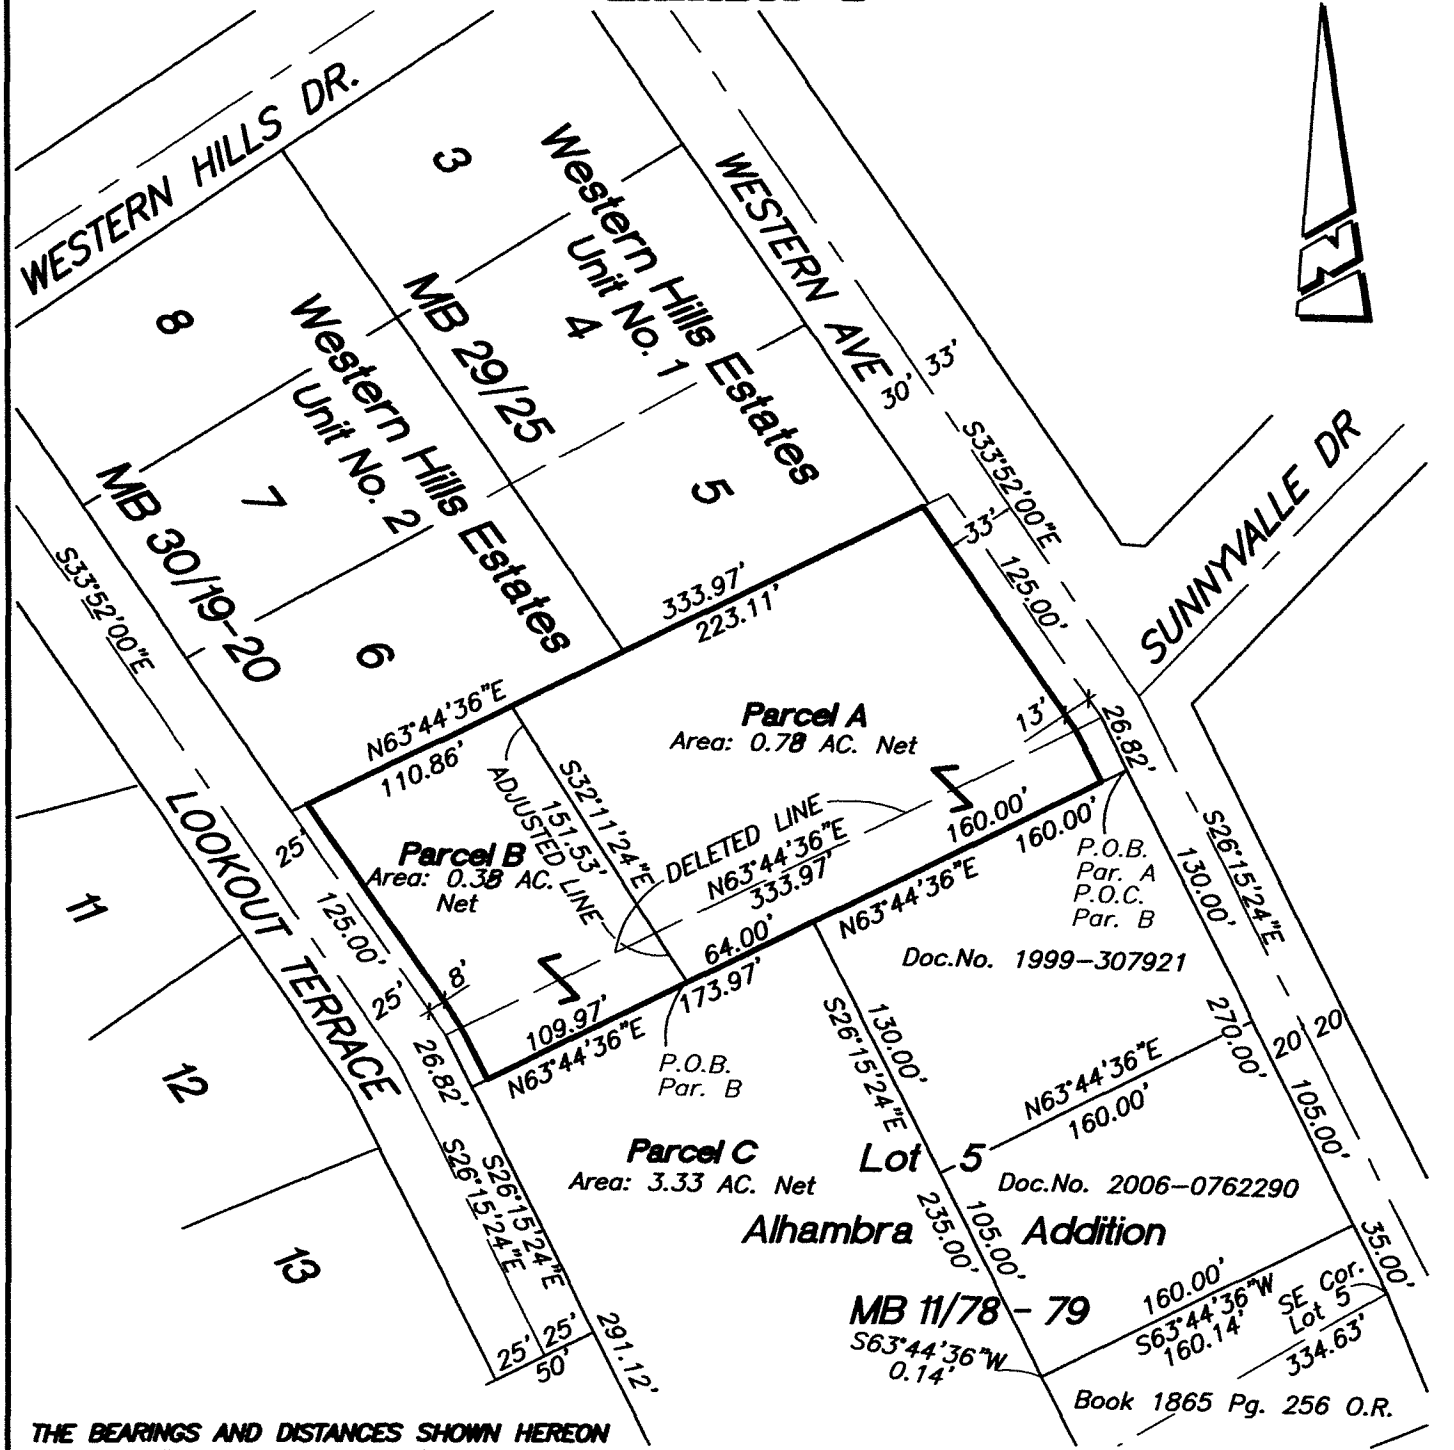 WESTERN HILLS DR.
3
Western Hills Estates
Unit No. 1
WESTERN AVE
4
MB 29/25
8
Western Hills Estates
Unit No. 2
7
MB 30/19-20
5
30' 33'
S33°52'00"E
33'
125.00'
SUNNYVALLE DR
S33°52'00"E
6
333.97'
223.11'
N63°44'36"E
110.86'
Parcel A
Area: 0.78 AC. Net
13'
26.82'
ADJUSTED LINE
151.53'
S32°11'24"E
DELETED LINE
N63°44'36"E
333.97'
160.00'
160.00'
LOOKOUT TERRACE
25'
Parcel B
Area: 0.38 AC.
Net
125.00'
25'
8'
26.82'
11
64.00'
173.97'
N63°44'36"E
P.O.B.
Par. A
P.O.C.
Par. B
130.00'
S26°15'24"E
Doc.No. 1999-307921
109.97'
N63°44'36"E
P.O.B.
Par. B
130.00'
S26°15'24"E
270.00'
20' 20'
12
N63°44'36"E
160.00'
105.00'
S26°15'24"E
S26°15'24"E
Parcel C
Area: 3.33 AC. Net
Lot 5
Doc.No. 2006-0762290
Alhambra Addition
235.00'
105.00'
35.00'
13
MB 11/78 - 79
S63°44'36"W
0.14'
160.00'
S63°44'36"W
160.14'
SE Cor.
Lot 5
334.63'
25' 25'
50'
291.12'
Book 1865 Pg. 256 O.R.
THE BEARINGS AND DISTANCES SHOWN HEREON